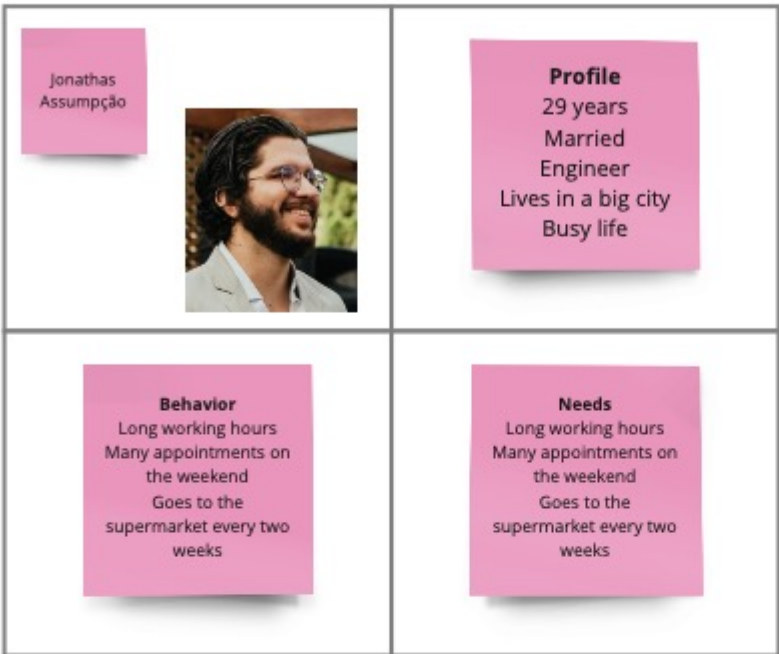 Jonathas
Assumpção
Profile
29 years
Married
Engineer
Lives in a big city
Busy life
Behavior
Long working hours
Many appointments on
the weekend
Goes to the
supermarket every two
weeks
Needs
Long working hours
Many appointments on
the weekend
Goes to the
supermarket every two
weeks